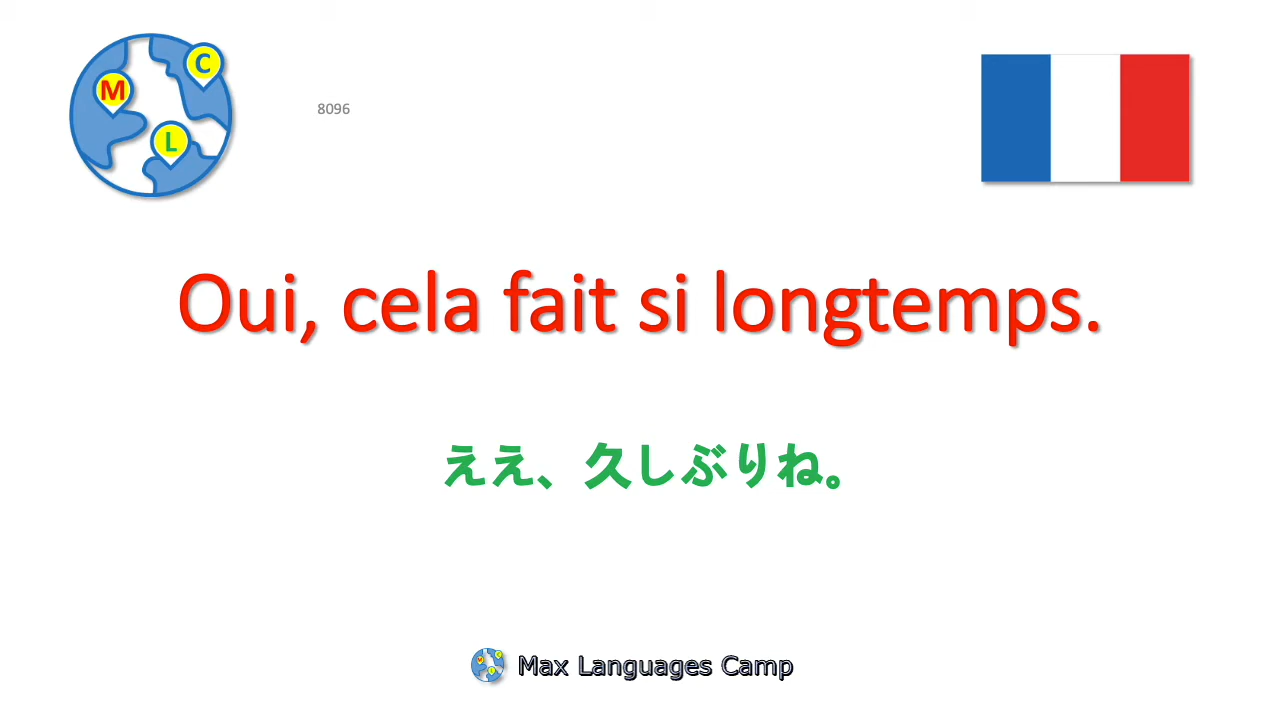 M
C
L
8096
Oui, cela fait si longtemps.
ええ、久しぶりね。
Max Languages Camp